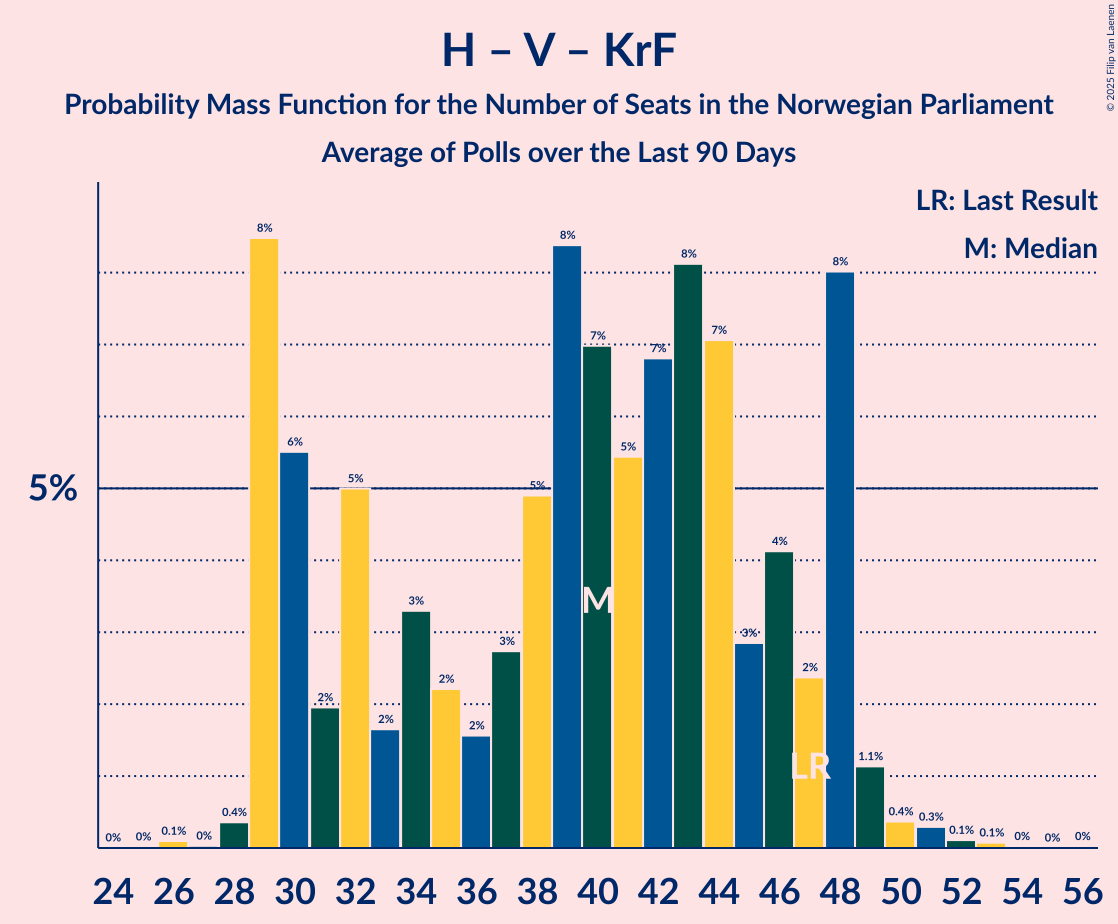 H – V – KrF
Probability Mass Function for the Number of Seats in the Norwegian Parliament
Average of Polls over the Last 90 Days
© 2025 Filip van Laenen
LR: Last Result
M: Median
5%
0% 0% 0.1% 0% 0.4% 8% 6% 2% 5% 2% 3% 2% 2% 3% 5% 8% 7% 5% 7% 8% 7% 3% 4% 2% 8% 1.1% 0.4% 0.3% 0.1% 0.1% 0% 0% 0%
M
LR
24 26 28 30 32 34 36 38 40 42 44 46 48 50 52 54 56